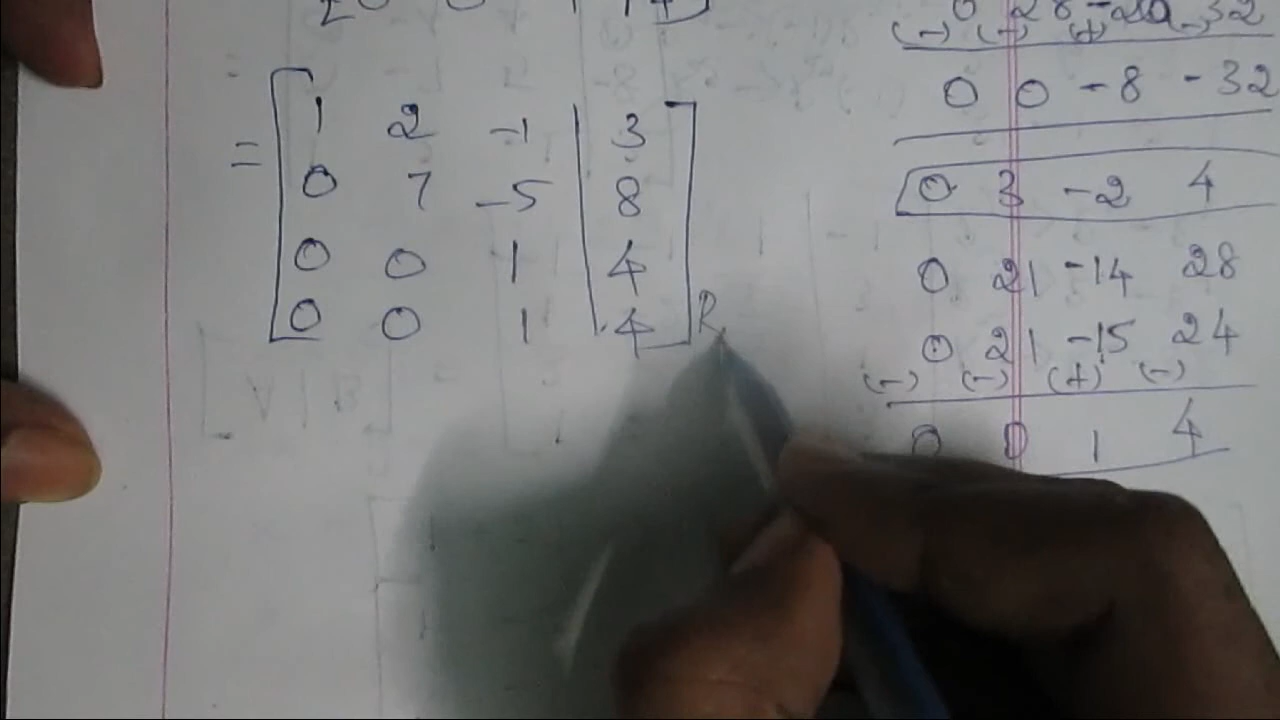 = [ 1 2 -1 | 3 ]
0 7 -5 | 8
0 0 1 | 4
0 0 1 | 4 R
(-) (-) (+) (-)
0 0 -8 -32
0 3 -2 4
0 21 -14 28
0 21 -15 24
(-) (-) (+) (-)
0 0 1 4